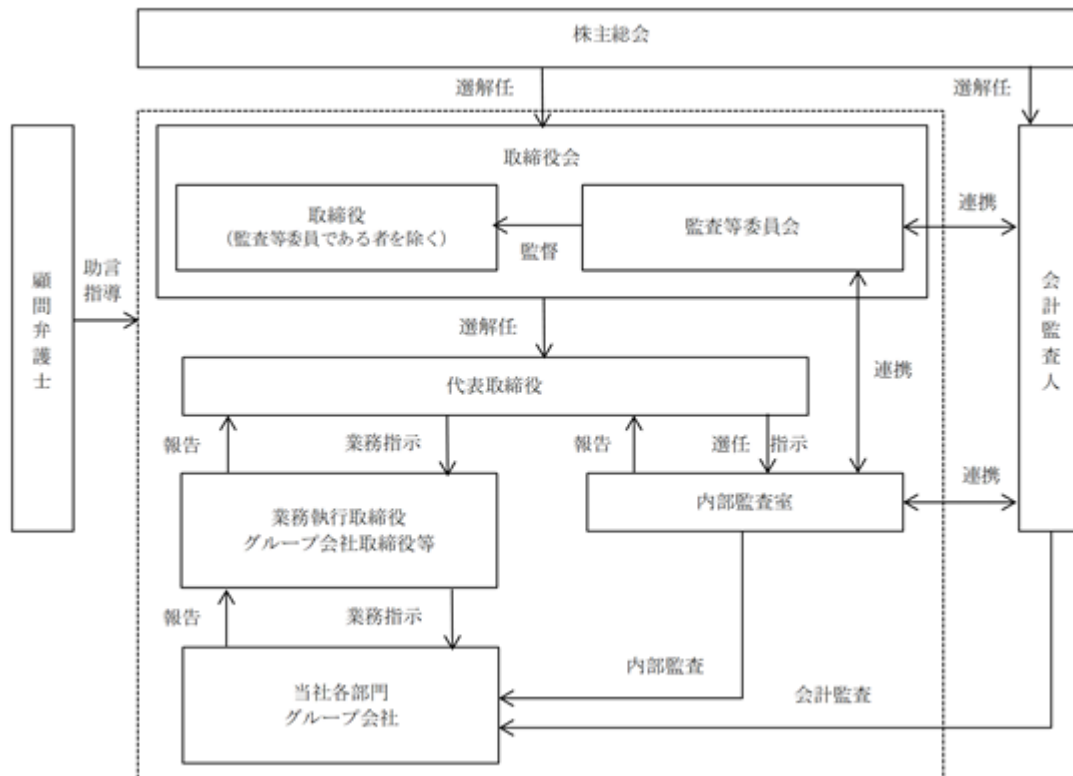 株主総会
選解任
選解任
取締役会
取締役
(監査等委員である者を除く)
監督
監査等委員会
連携
顧問弁護士
助言
指導
会計監査人
選解任
代表取締役
連携
報告
業務指示
報告
選任
指示
業務執行取締役
グループ会社取締役等
内部監査室
連携
報告
業務指示
当社各部門
グループ会社
内部監査
会計監査